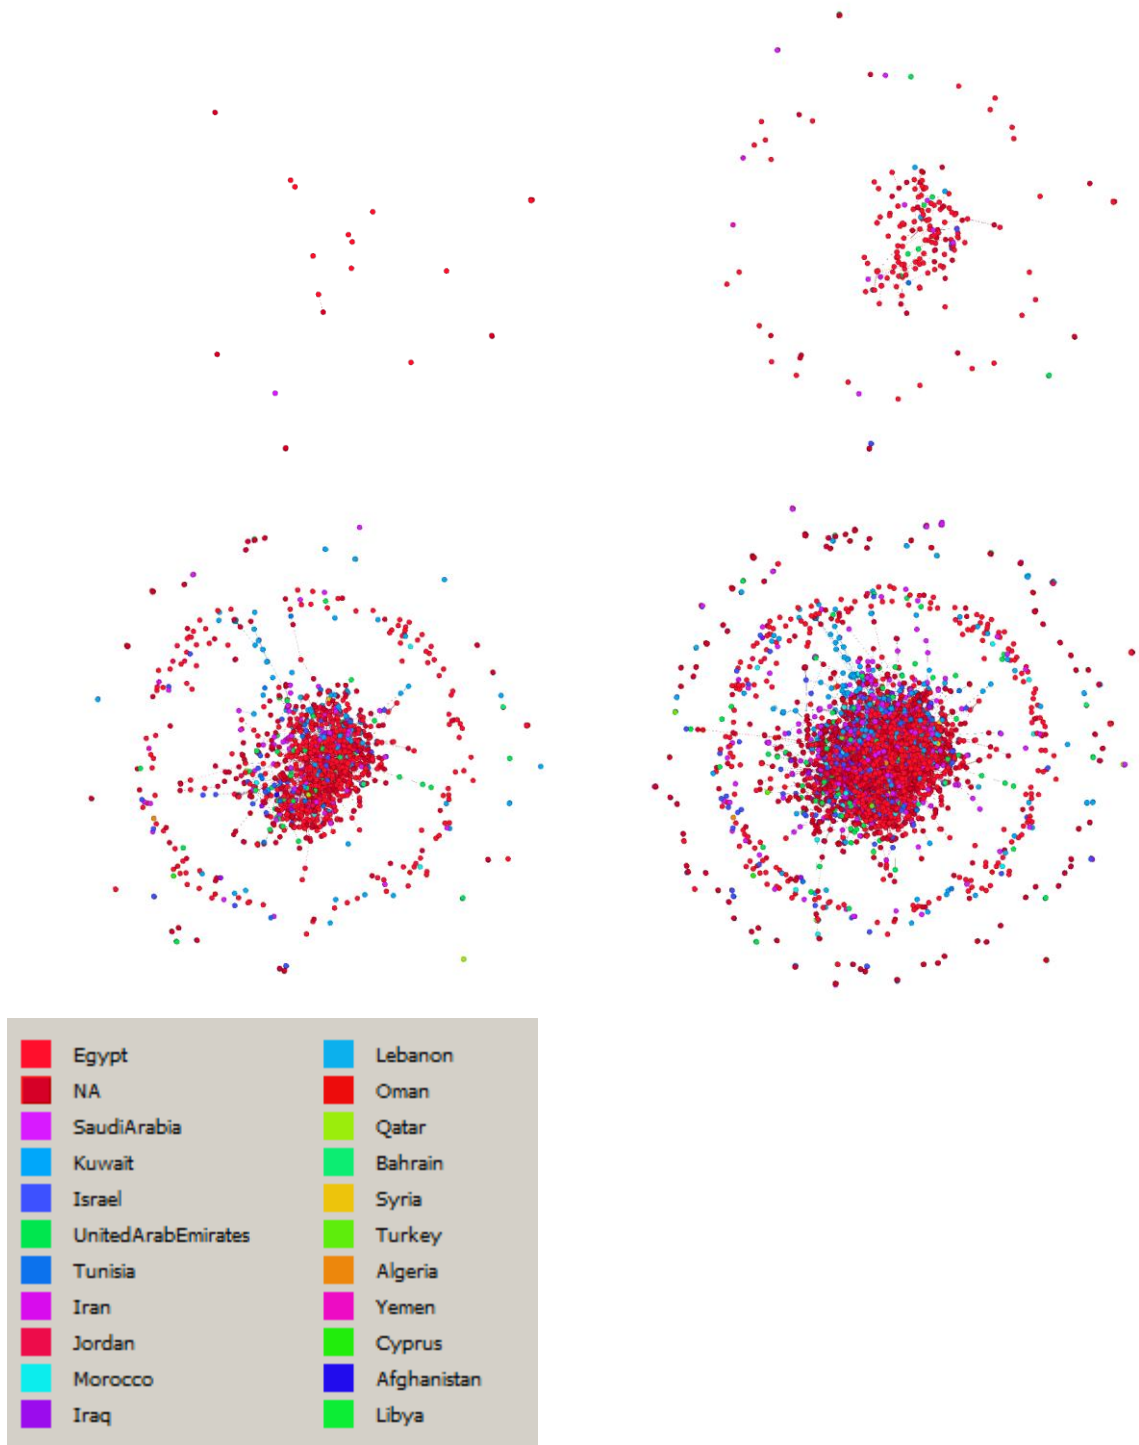 Egypt
NA
SaudiArabia
Kuwait
Israel
UnitedArabEmirates
Tunisia
Iran
Jordan
Morocco
Iraq
Lebanon
Oman
Qatar
Bahrain
Syria
Turkey
Algeria
Yemen
Cyprus
Afghanistan
Libya